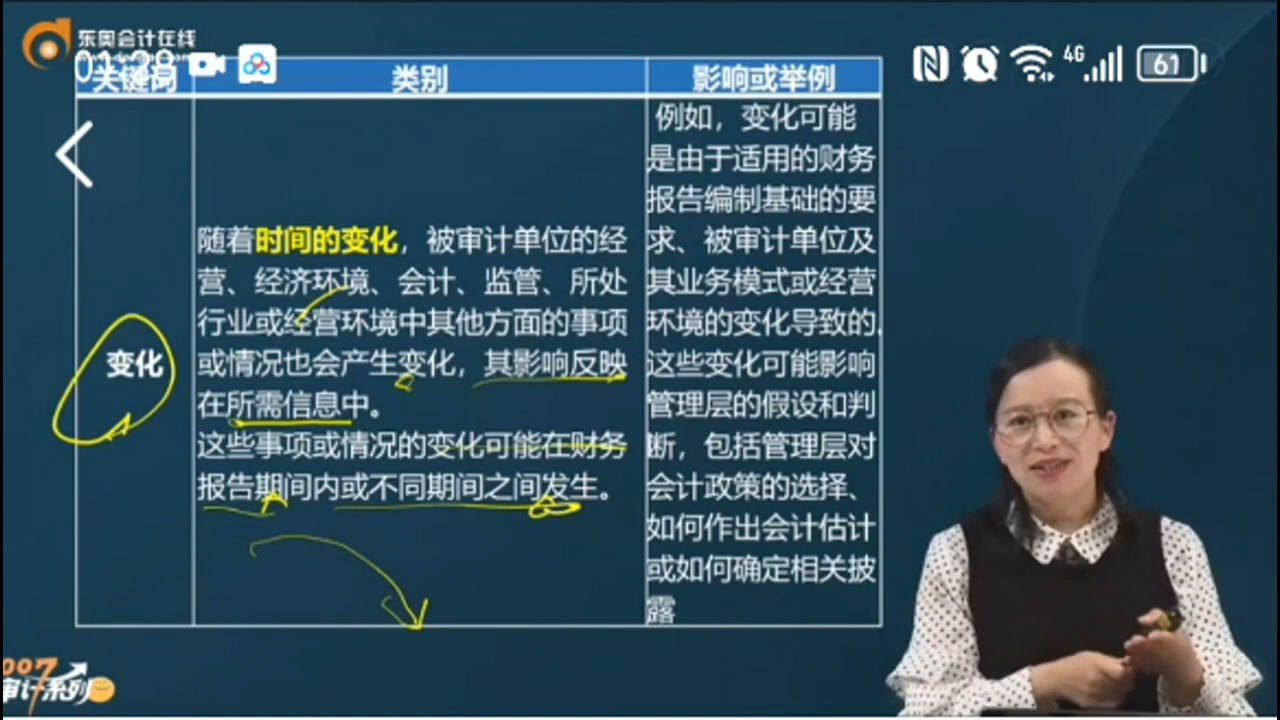 东奥会计在线
01:28
4G
61
关键词
类别
影响或举例
变化
随着时间的变化，被审计单位的经
营、经济环境、会计、监管、所处
行业或经营环境中其他方面的事项
或情况也会产生变化，其影响反映
在所需信息中。
这些事项或情况的变化可能在财务
报告期间内或不同期间之间发生。
例如，变化可能
是由于适用的财务
报告编制基础的要
求、被审计单位及
其业务模式或经营
环境的变化导致的.
这些变化可能影响
管理层的假设和判
断，包括管理层对
会计政策的选择、
如何作出会计估计
或如何确定相关披
露
007
审计系列